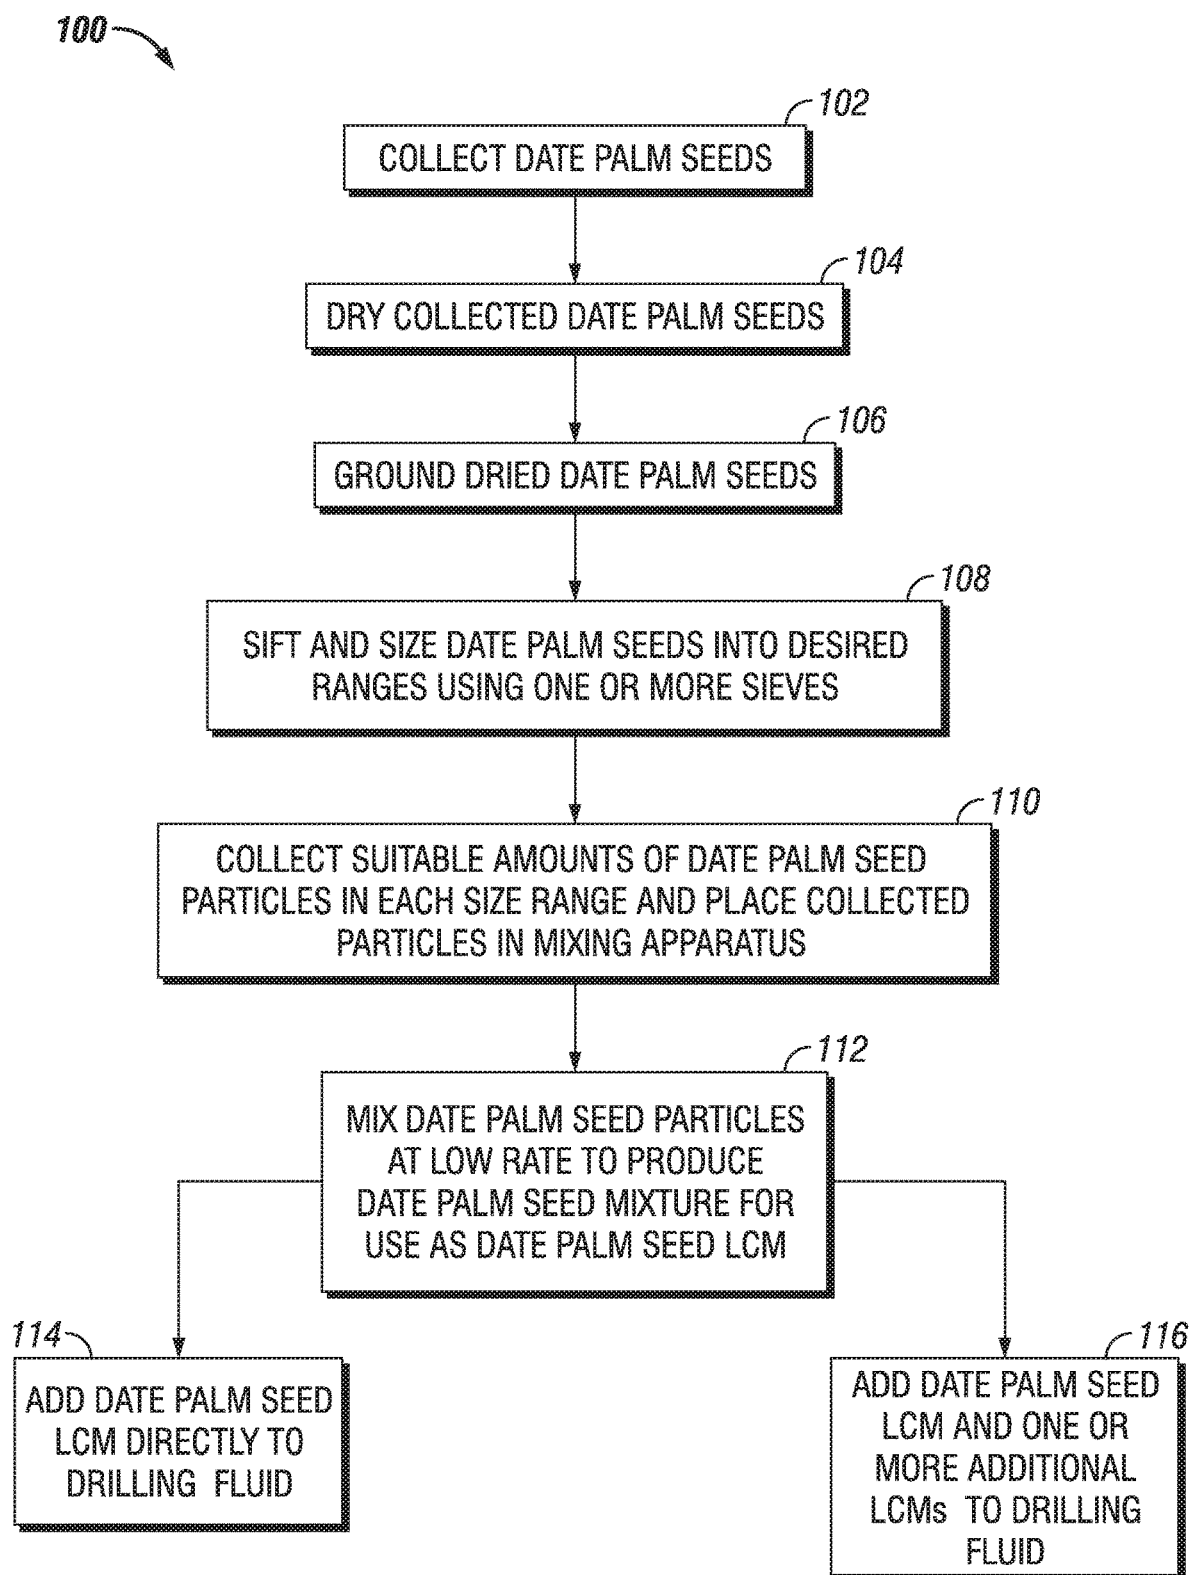 100
102
COLLECT DATE PALM SEEDS
104
DRY COLLECTED DATE PALM SEEDS
106
GROUND DRIED DATE PALM SEEDS
108
SIFT AND SIZE DATE PALM SEEDS INTO DESIRED
RANGES USING ONE OR MORE SIEVES
110
COLLECT SUITABLE AMOUNTS OF DATE PALM SEED
PARTICLES IN EACH SIZE RANGE AND PLACE COLLECTED
PARTICLES IN MIXING APPARATUS
112
MIX DATE PALM SEED PARTICLES
AT LOW RATE TO PRODUCE
DATE PALM SEED MIXTURE FOR
USE AS DATE PALM SEED LCM
114
ADD DATE PALM SEED
LCM DIRECTLY TO
DRILLING FLUID
116
ADD DATE PALM SEED
LCM AND ONE OR
MORE ADDITIONAL
LCMs TO DRILLING
FLUID